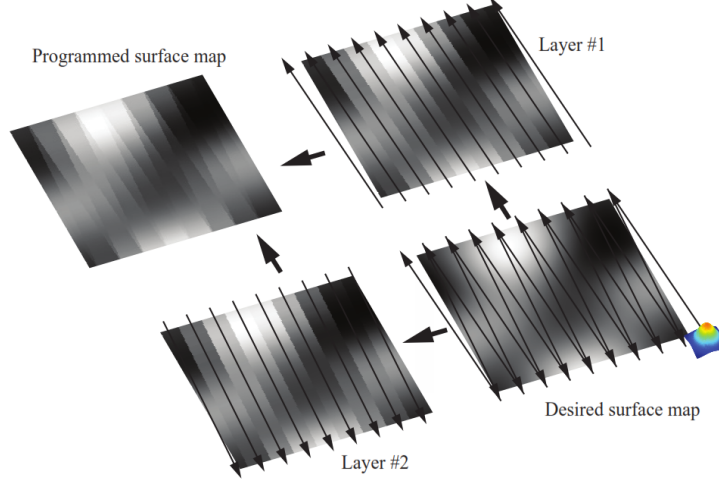 Programmed surface map
Layer #1
Desired surface map
Layer #2